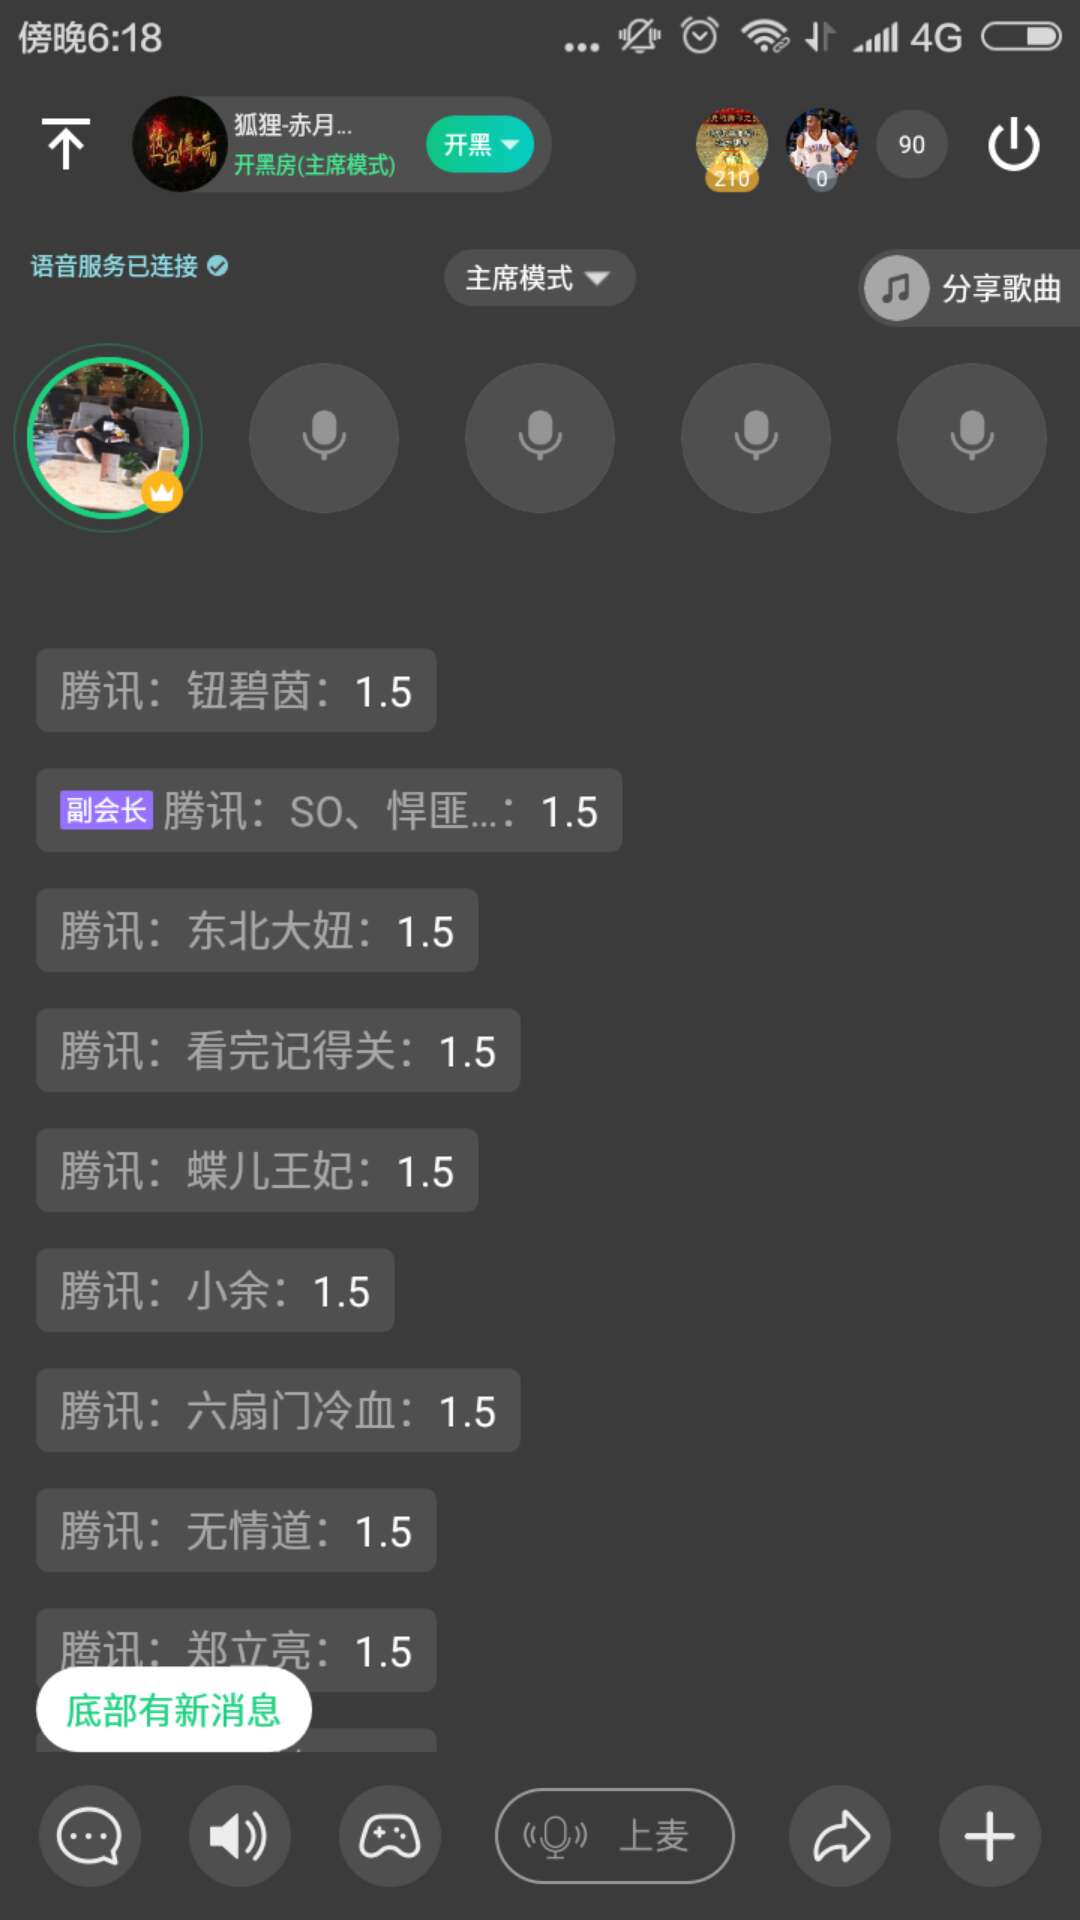 傍晚6:18
4G
热血传奇
狐狸-赤月...
开黑房(主席模式)
开黑
210
0
90
语音服务已连接
主席模式
分享歌曲
腾讯：钮碧茵：1.5
副会长 腾讯：SO、悍匪...：1.5
腾讯：东北大妞：1.5
腾讯：看完记得关：1.5
腾讯：蝶儿王妃：1.5
腾讯：小余：1.5
腾讯：六扇门冷血：1.5
腾讯：无情道：1.5
腾讯：郑立亮：1.5
底部有新消息
上麦